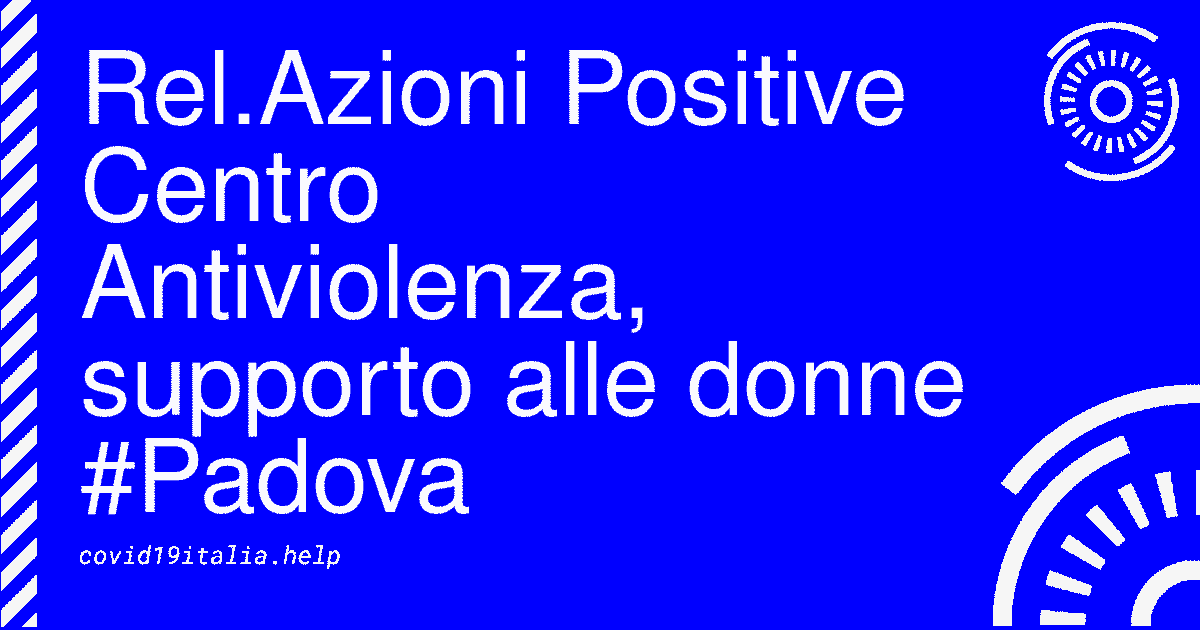 Rel.Azioni Positive
Centro
Antiviolenza,
supporto alle donne
#Padova
covid19italia.help